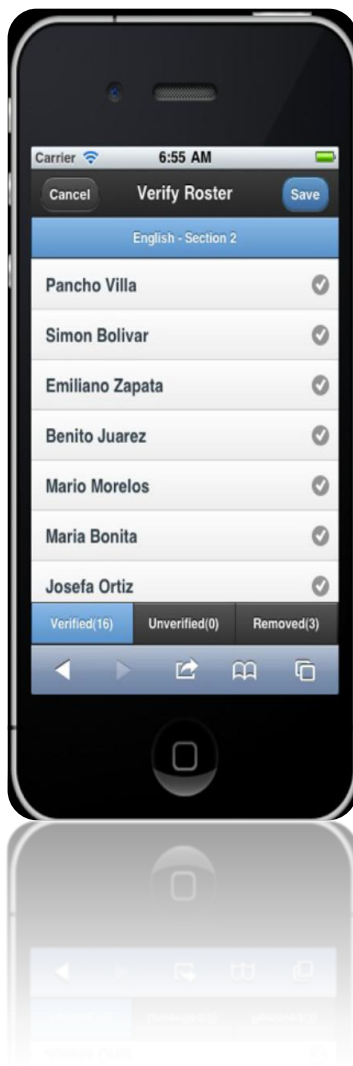 Carrier 6:55 AM
Cancel Verify Roster Save
English - Section 2
Pancho Villa
Simon Bolivar
Emiliano Zapata
Benito Juarez
Mario Morelos
Maria Bonita
Josefa Ortiz
Verified(16) Unverified(0) Removed(3)